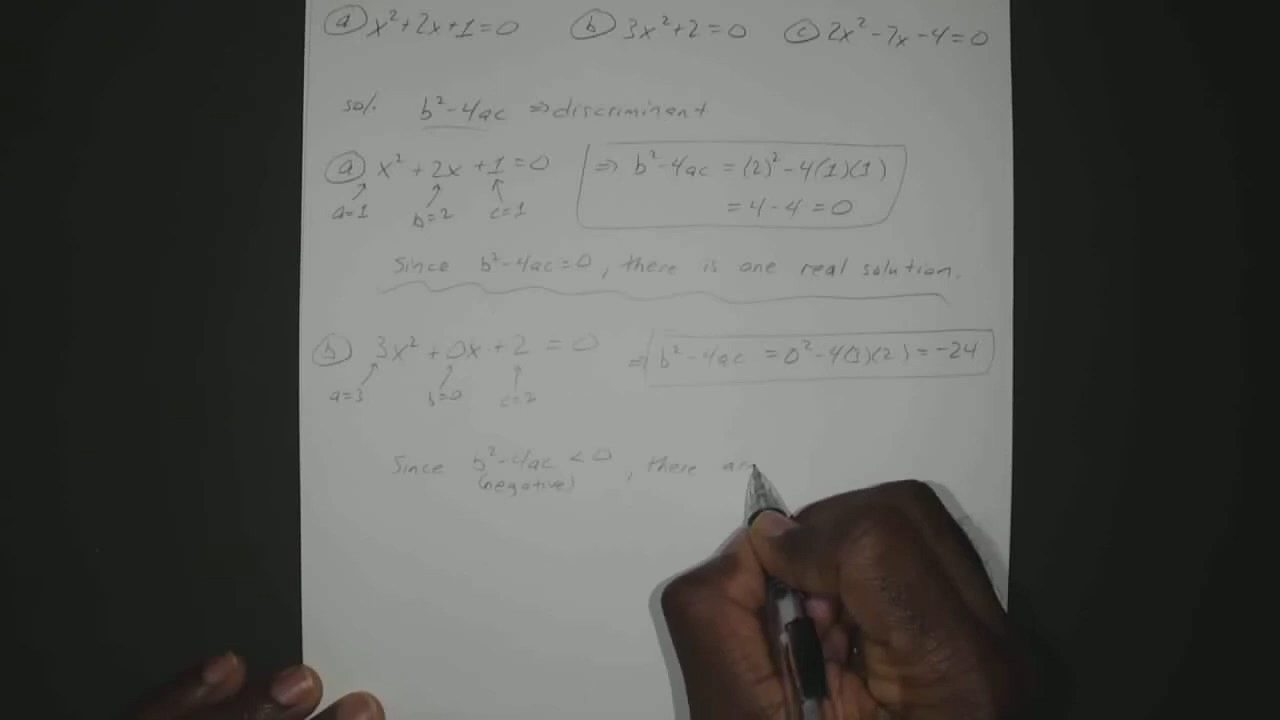 ⓐ x²+2x+1=0 ⓑ 3x²+2=0 ⓒ 2x²-7x-4=0
sol. b²-4ac ⇒ discriminant
ⓐ x² + 2x + 1 = 0 ⇒ b²-4ac = (2)²-4(1)(1)
a=1 b=2 c=1 = 4-4 = 0
Since b²-4ac=0, there is one real solution.
ⓑ 3x² + 0x + 2 = 0 ⇒ b²-4ac = 0²-4(3)(2) = -24
a=3 b=0 c=2
Since b²-4ac < 0, there are
(negative)